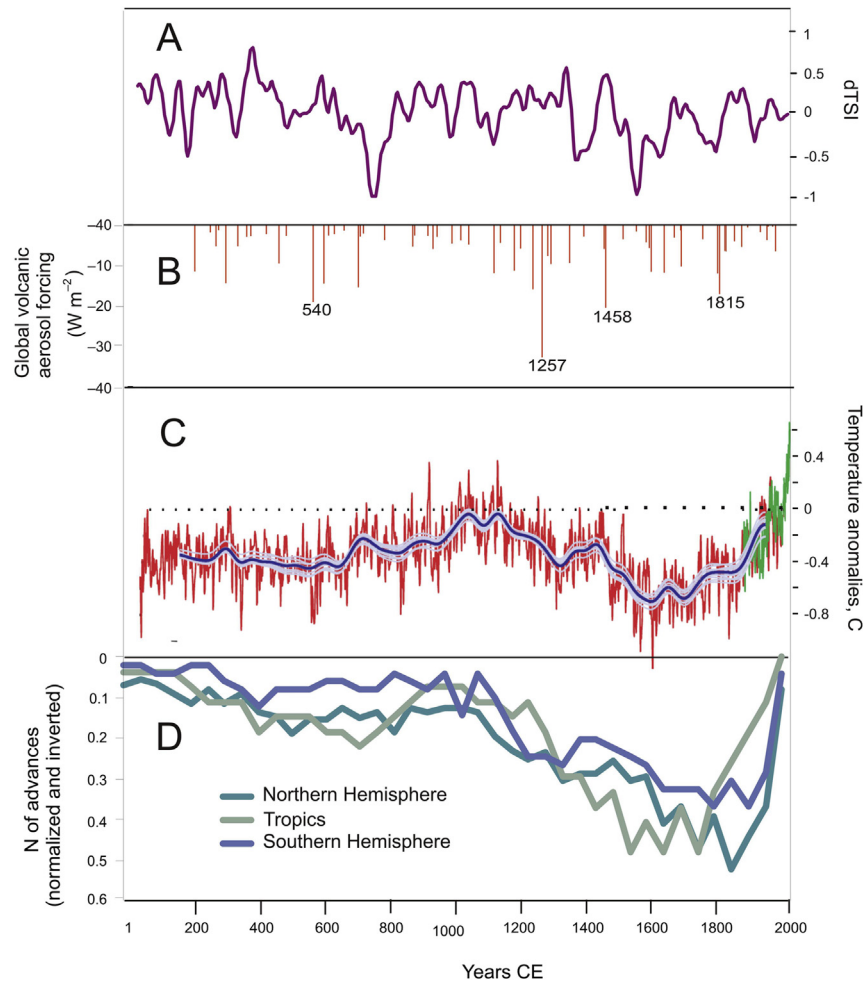 A
1
0.5
0
-0.5
-1
dTSI
B
–40
–10
–20
–30
–40
Global volcanic
aerosol forcing
(W m–2)
540
1257
1458
1815
C
0.4
0
-0.4
-0.8
Temperature anomalies, C
D
0
0.1
0.2
0.3
0.4
0.5
0.6
N of advances
(normalized and inverted)
Northern Hemisphere
Tropics
Southern Hemisphere
1 200 400 600 800 1000 1200 1400 1600 1800 2000
Years CE